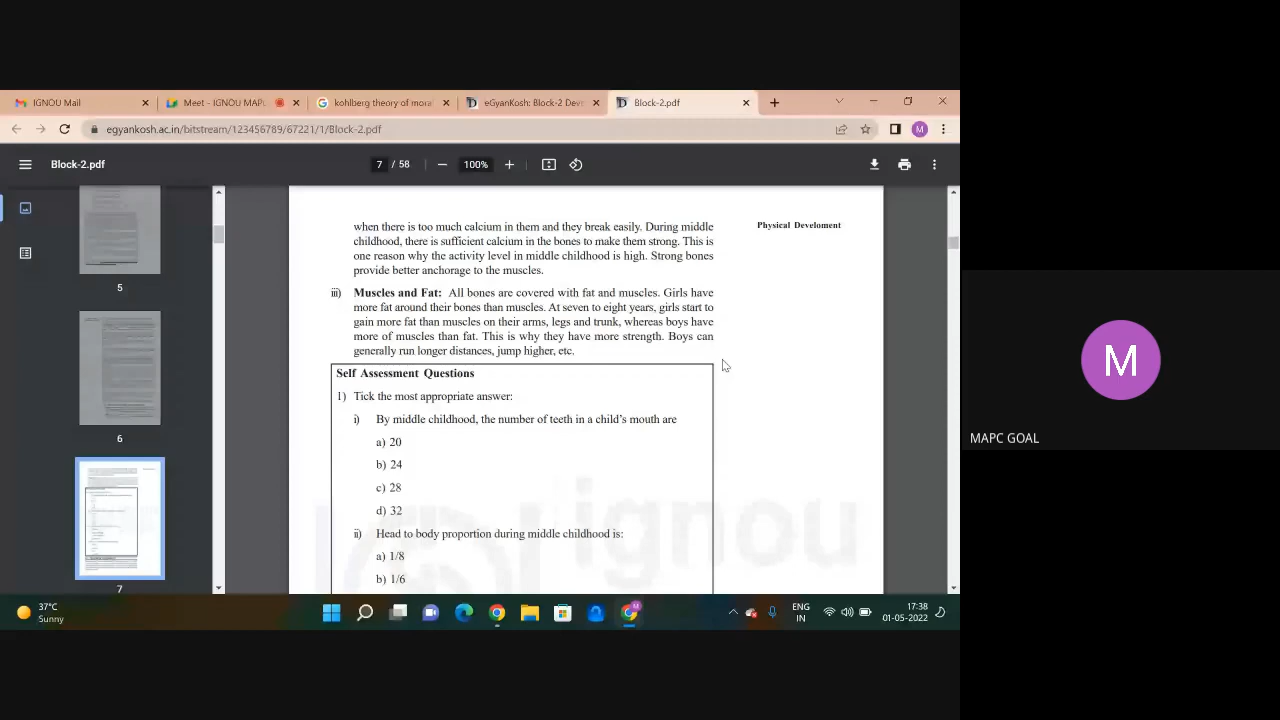 IGNOU Mail
Meet - IGNOU MAPC
kohlberg theory of mora
eGyanKosh: Block-2 Deve
Block-2.pdf
egyankosh.ac.in/bitstream/123456789/67221/1/Block-2.pdf
M
Block-2.pdf
7 / 58
100%
5
6
7
when there is too much calcium in them and they break easily. During middle
childhood, there is sufficient calcium in the bones to make them strong. This is
one reason why the activity level in middle childhood is high. Strong bones
provide better anchorage to the muscles.
Physical Develoment
iii) Muscles and Fat: All bones are covered with fat and muscles. Girls have
more fat around their bones than muscles. At seven to eight years, girls start to
gain more fat than muscles on their arms, legs and trunk, whereas boys have
more of muscles than fat. This is why they have more strength. Boys can
generally run longer distances, jump higher, etc.
Self Assessment Questions
1) Tick the most appropriate answer:
i) By middle childhood, the number of teeth in a child's mouth are
a) 20
b) 24
c) 28
d) 32
ii) Head to body proportion during middle childhood is:
a) 1/8
b) 1/6
ignou
M
MAPC GOAL
37°C
Sunny
ENG
IN
17:38
01-05-2022